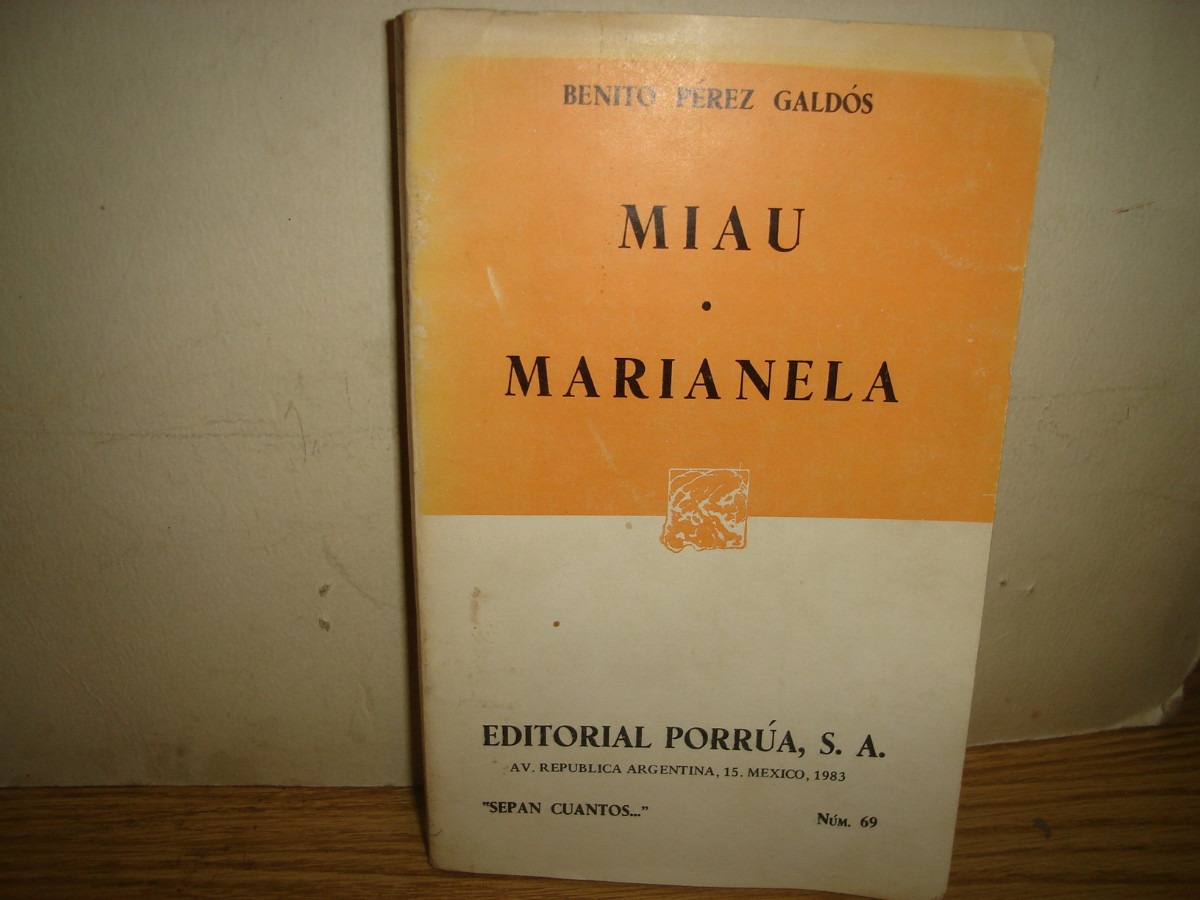 BENITO PÉREZ GALDÓS
MIAU
•
MARIANELA
EDITORIAL PORRÚA, S. A.
AV. REPUBLICA ARGENTINA, 15. MEXICO, 1983
"SEPAN CUANTOS..."
NÚM. 69